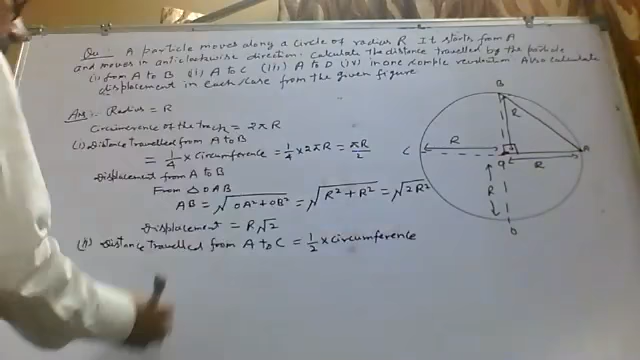 Qu:- A particle moves along a circle of radius R It starts from A
and moves in anticlockwise direction. Calculate the distance travelled by the particle
(i) from A to B (ii) A to C (iii) A to D (iv) in one comple revolution Also calculate
displacement in each case from the given figure
Ans:- Radius = R
Circumference of the track = 2πR
(i) Distance Travelled from A to B
= 1/4 × circumference = 1/4 × 2πR = πR/2
Displacement from A to B
From △OAB
AB = √OA²+OB² = √R²+R² = √2R²
Displacement = R√2
(ii) Distance Travelled from A to C = 1/2 × circumference
B
R
C
R
A
R
R
D